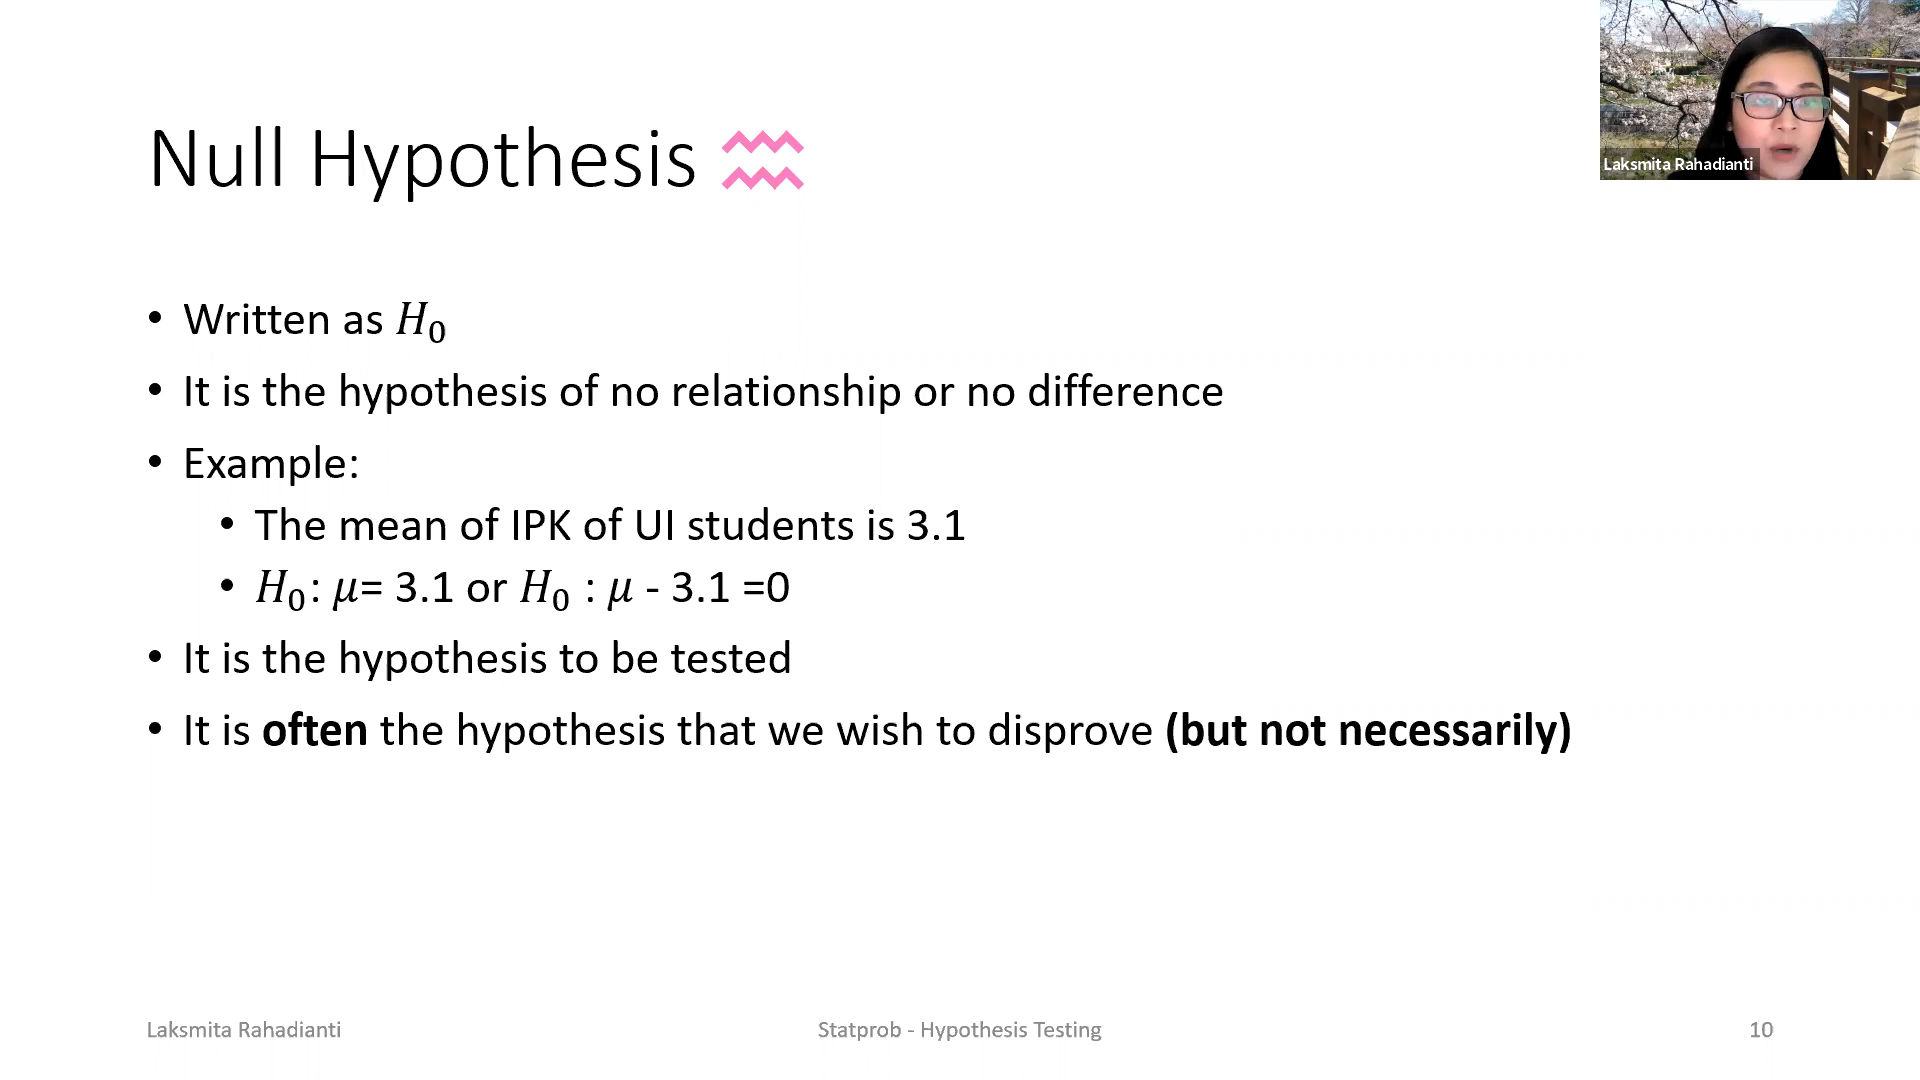 Null Hypothesis
Laksmita Rahadianti
• Written as H₀
• It is the hypothesis of no relationship or no difference
• Example:
• The mean of IPK of UI students is 3.1
• H₀: μ= 3.1 or H₀ : μ - 3.1 =0
• It is the hypothesis to be tested
• It is often the hypothesis that we wish to disprove (but not necessarily)
Laksmita Rahadianti
Statprob - Hypothesis Testing
10